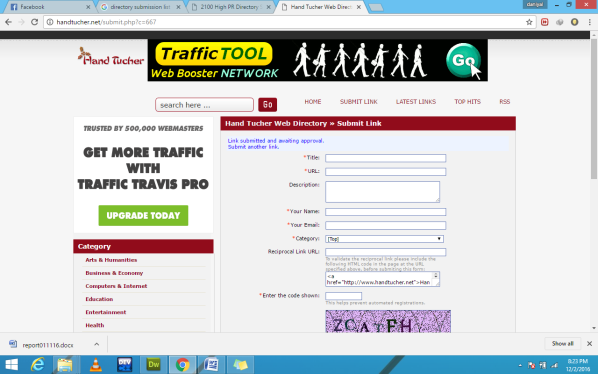 Facebook
directory submission list
2100 High PR Directory
Hand Tucher Web Direc
handtucher.net/submit.php?c=667
Hand Tucher
TrafficTOOL
Web Booster NETWORK
Go
search here ...
Go
HOME
SUBMIT LINK
LATEST LINKS
TOP HITS
RSS
TRUSTED BY 500,000 WEBMASTERS
GET MORE TRAFFIC
WITH
TRAFFIC TRAVIS PRO
UPGRADE TODAY
Category
Arts & Humanities
Business & Economy
Computers & Internet
Education
Entertainment
Health
Hand Tucher Web Directory » Submit Link
Link submitted and awaiting approval.
Submit another link.
*Title:
*URL:
Description:
*Your Name:
*Your Email:
*Category:
[Top]
Reciprocal Link URL:
To validate the reciprocal link please include the
following HTML code in the page at the URL
specified above, before submitting this form:
<a
href="http://www.handtucher.net">Han
*Enter the code shown:
This helps prevent automated registrations.
report011116.docx
Show all
8:23 PM
12/2/2016